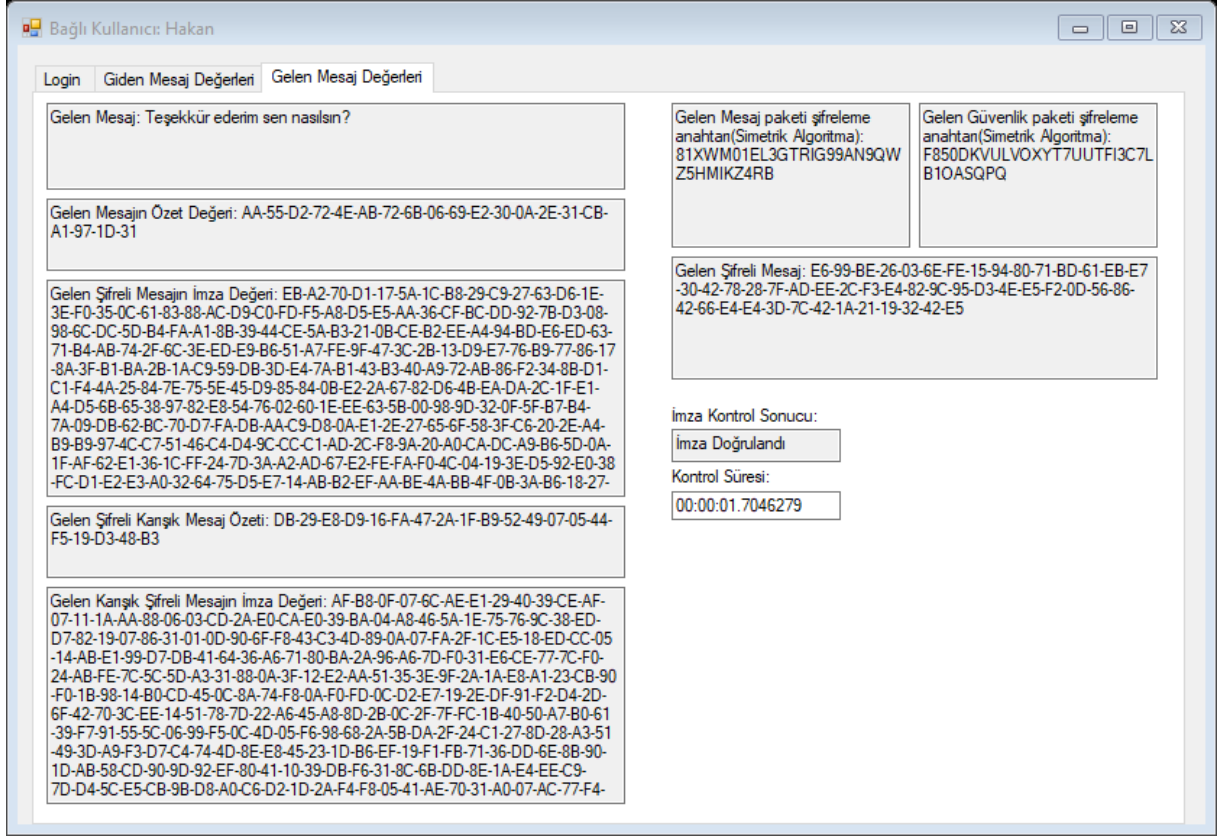 Bağlı Kullanıcı: Hakan
Login
Giden Mesaj Değerleri
Gelen Mesaj Değerleri
Gelen Mesaj: Teşekkür ederim sen nasılsın?
Gelen Mesajın Özet Değeri: AA-55-D2-72-4E-AB-72-6B-06-69-E2-30-0A-2E-31-CB-
A1-97-1D-31
Gelen Şifreli Mesajın İmza Değeri: EB-A2-70-D1-17-5A-1C-B8-29-C9-27-63-D6-1E-
3E-F0-35-0C-61-83-88-AC-D9-C0-FD-F5-A8-D5-E5-AA-36-CF-BC-DD-92-7B-D3-08-
98-6C-DC-5D-B4-FA-A1-8B-39-44-CE-5A-B3-21-0B-CE-B2-EE-A4-94-BD-E6-ED-63-
71-B4-AB-74-2F-6C-3E-ED-E9-B6-51-A7-FE-9F-47-3C-2B-13-D9-E7-76-B9-77-86-17
-8A-3F-B1-BA-2B-1A-C9-59-DB-3D-E4-7A-B1-43-B3-40-A9-72-AB-86-F2-34-8B-D1-
C1-F4-4A-25-84-7E-75-5E-45-D9-85-84-0B-E2-2A-67-82-D6-4B-EA-DA-2C-1F-E1-
A4-D5-6B-65-38-97-82-E8-54-76-02-60-1E-EE-63-5B-00-98-9D-32-0F-5F-B7-B4-
7A-09-DB-62-BC-70-D7-FA-DB-AA-C9-D8-0A-E1-2E-27-65-6F-58-3F-C6-20-2E-A4-
B9-B9-97-4C-C7-51-46-C4-D4-9C-CC-C1-AD-2C-F8-9A-20-A0-CA-DC-A9-B6-5D-0A-
1F-AF-62-E1-36-1C-FF-24-7D-3A-A2-AD-67-E2-FE-FA-F0-4C-04-19-3E-D5-92-E0-38
-FC-D1-E2-E3-A0-32-64-75-D5-E7-14-AB-B2-EF-AA-BE-4A-BB-4F-0B-3A-B6-18-27-
Gelen Şifreli Karışık Mesaj Özeti: DB-29-E8-D9-16-FA-47-2A-1F-B9-52-49-07-05-44-
F5-19-D3-48-B3
Gelen Karışık Şifreli Mesajın İmza Değeri: AF-B8-0F-07-6C-AE-E1-29-40-39-CE-AF-
07-11-1A-AA-88-06-03-CD-2A-E0-CA-E0-39-BA-04-A8-46-5A-1E-75-76-9C-38-ED-
D7-82-19-07-86-31-01-0D-90-6F-F8-43-C3-4D-89-0A-07-FA-2F-1C-E5-18-ED-CC-05
-14-AB-E1-99-D7-DB-41-64-36-A6-71-80-BA-2A-96-A6-7D-F0-31-E6-CE-77-7C-F0-
24-AB-FE-7C-5C-5D-A3-31-88-0A-3F-12-E2-AA-51-35-3E-9F-2A-1A-E8-A1-23-CB-90
-F0-1B-98-14-B0-CD-45-0C-8A-74-F8-0A-F0-FD-0C-D2-E7-19-2E-DF-91-F2-D4-2D-
6F-42-70-3C-EE-14-51-78-7D-22-A6-45-A8-8D-2B-0C-2F-7F-FC-1B-40-50-A7-B0-61
-39-F7-91-55-5C-06-99-F5-0C-4D-05-F6-98-68-2A-5B-DA-2F-24-C1-27-8D-28-A3-51
-49-3D-A9-F3-D7-C4-74-4D-8E-E8-45-23-1D-B6-EF-19-F1-FB-71-36-DD-6E-8B-90-
1D-AB-58-CD-90-9D-92-EF-80-41-10-39-DB-F6-31-8C-6B-DD-8E-1A-E4-EE-C9-
7D-D4-5C-E5-CB-9B-D8-A0-C6-D2-1D-2A-F4-F8-05-41-AE-70-31-A0-07-AC-77-F4-
Gelen Mesaj paketi şifreleme
anahtarı(Simetrik Algoritma):
81XWM01EL3GTRIG99AN9QW
Z5HMIKZ4RB
Gelen Güvenlik paketi şifreleme
anahtarı(Simetrik Algoritma):
F850DKVULVOXYT7UUTFI3C7L
B1OASQPQ
Gelen Şifreli Mesaj: E6-99-BE-26-03-6E-FE-15-94-80-71-BD-61-EB-E7
-30-42-78-28-7F-AD-EE-2C-F3-E4-82-9C-95-D3-4E-E5-F2-0D-56-86-
42-66-E4-E4-3D-7C-42-1A-21-19-32-42-E5
İmza Kontrol Sonucu:
İmza Doğrulandı
Kontrol Süresi:
00:00:01.7046279